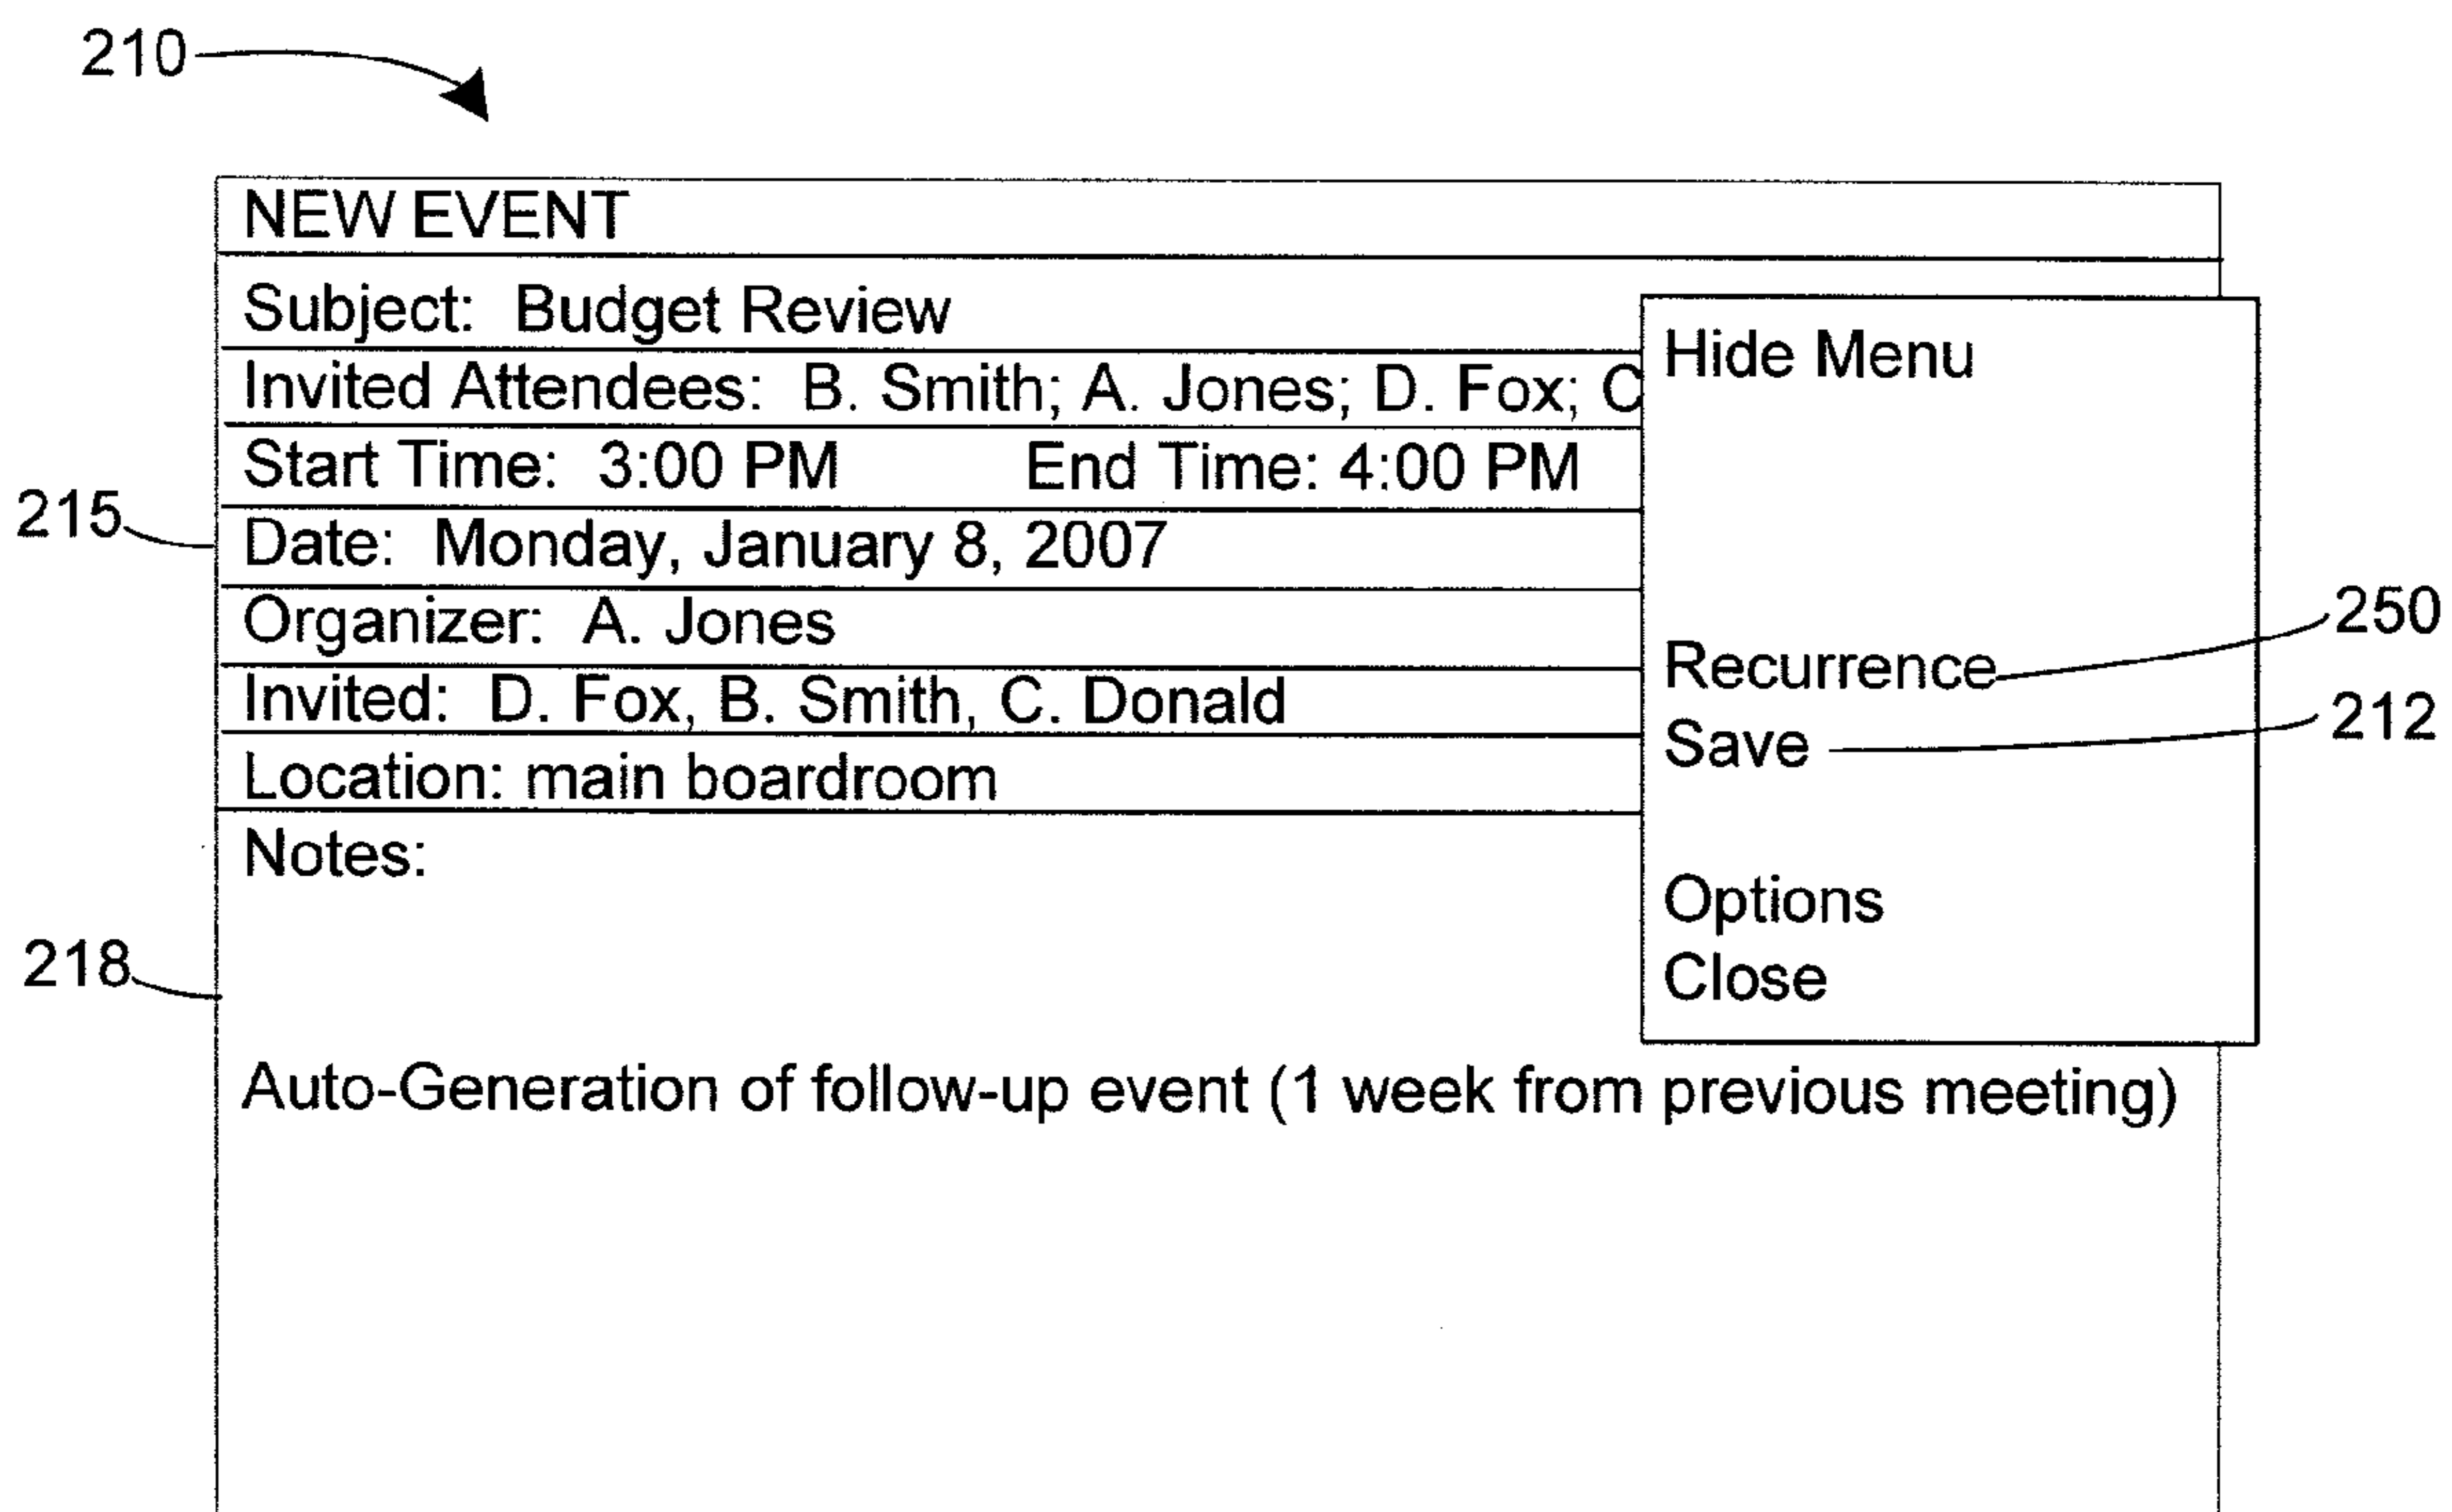 210
NEW EVENT
Subject: Budget Review
Hide Menu
Invited Attendees: B. Smith; A. Jones; D. Fox; C
Start Time: 3:00 PM End Time: 4:00 PM
215
Date: Monday, January 8, 2007
Organizer: A. Jones
250
Recurrence
Invited: D. Fox, B. Smith, C. Donald
212
Save
Location: main boardroom
Notes:
Options
218
Close
Auto-Generation of follow-up event (1 week from previous meeting)